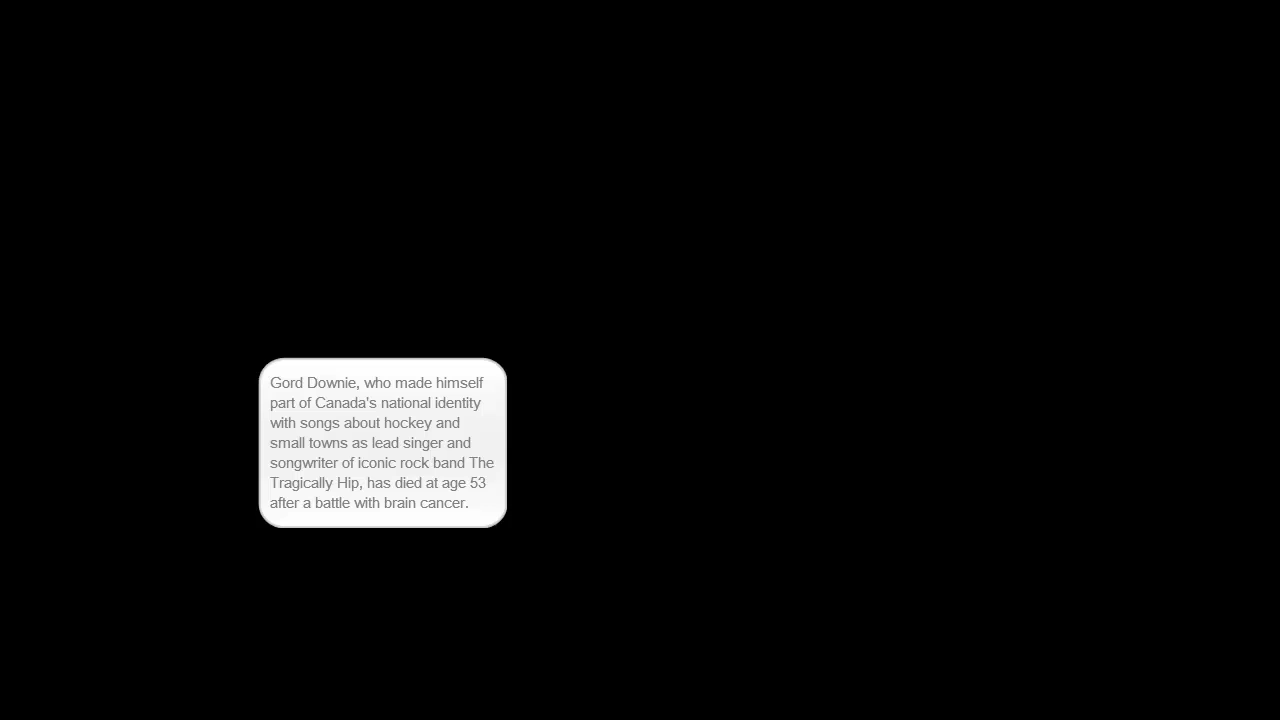 Gord Downie, who made himself
part of Canada's national identity
with songs about hockey and
small towns as lead singer and
songwriter of iconic rock band The
Tragically Hip, has died at age 53
after a battle with brain cancer.